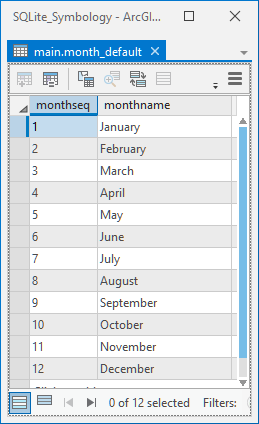 SQLite_Symbology - ArcGI...
main.month_default
monthseq monthname
1 January
2 February
3 March
4 April
5 May
6 June
7 July
8 August
9 September
10 October
11 November
12 December
0 of 12 selected Filters: